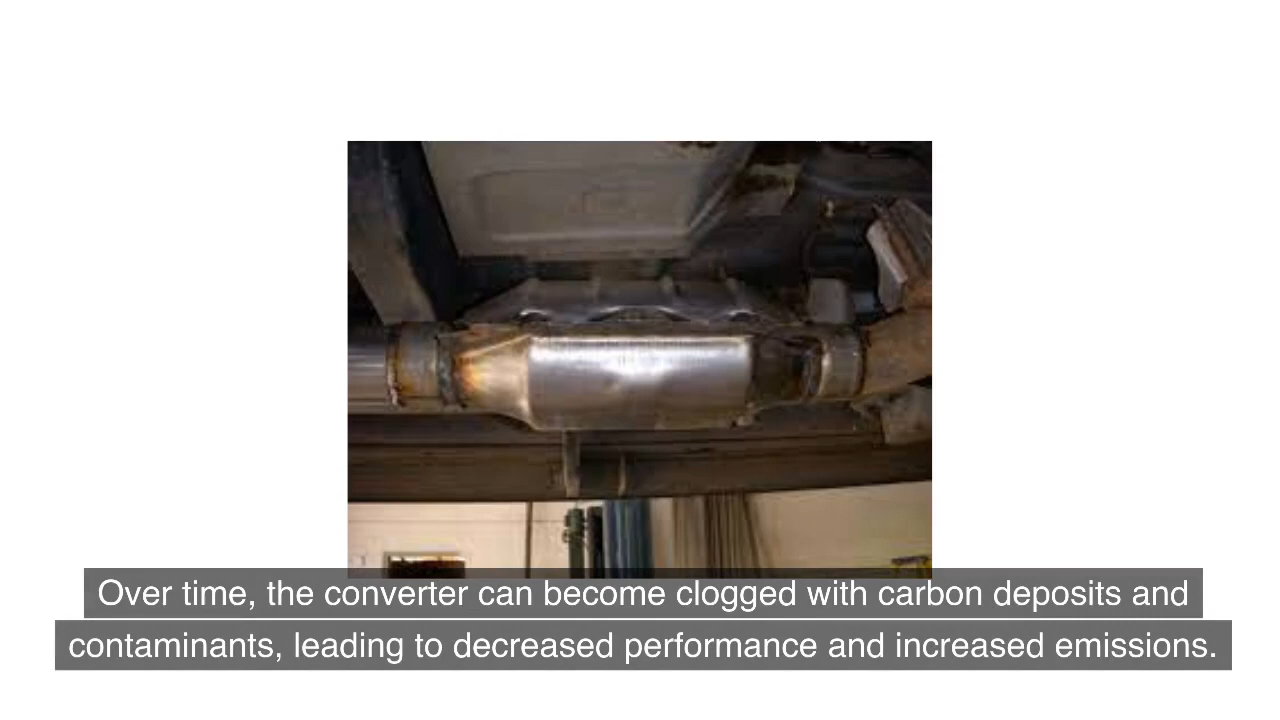 Over time, the converter can become clogged with carbon deposits and
contaminants, leading to decreased performance and increased emissions.